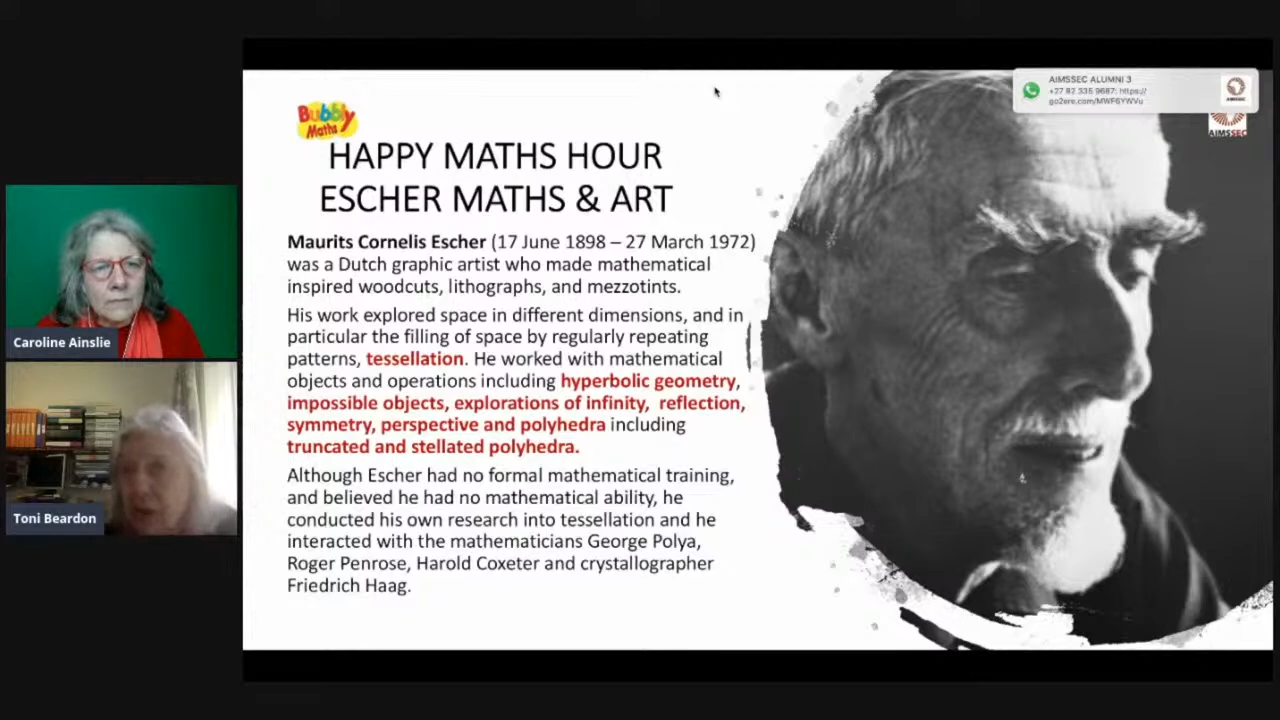 AIMSSEC ALUMNI 3
+27 82 335 9687: https://
go2ere.com/MWF6YWVu
AIMSSEC
Bubbly
Maths
HAPPY MATHS HOUR
ESCHER MATHS & ART
Maurits Cornelis Escher (17 June 1898 – 27 March 1972)
was a Dutch graphic artist who made mathematical
inspired woodcuts, lithographs, and mezzotints.
His work explored space in different dimensions, and in
particular the filling of space by regularly repeating
patterns, tessellation. He worked with mathematical
objects and operations including hyperbolic geometry,
impossible objects, explorations of infinity, reflection,
symmetry, perspective and polyhedra including
truncated and stellated polyhedra.
Although Escher had no formal mathematical training,
and believed he had no mathematical ability, he
conducted his own research into tessellation and he
interacted with the mathematicians George Polya,
Roger Penrose, Harold Coxeter and crystallographer
Friedrich Haag.
Caroline Ainslie
Toni Beardon